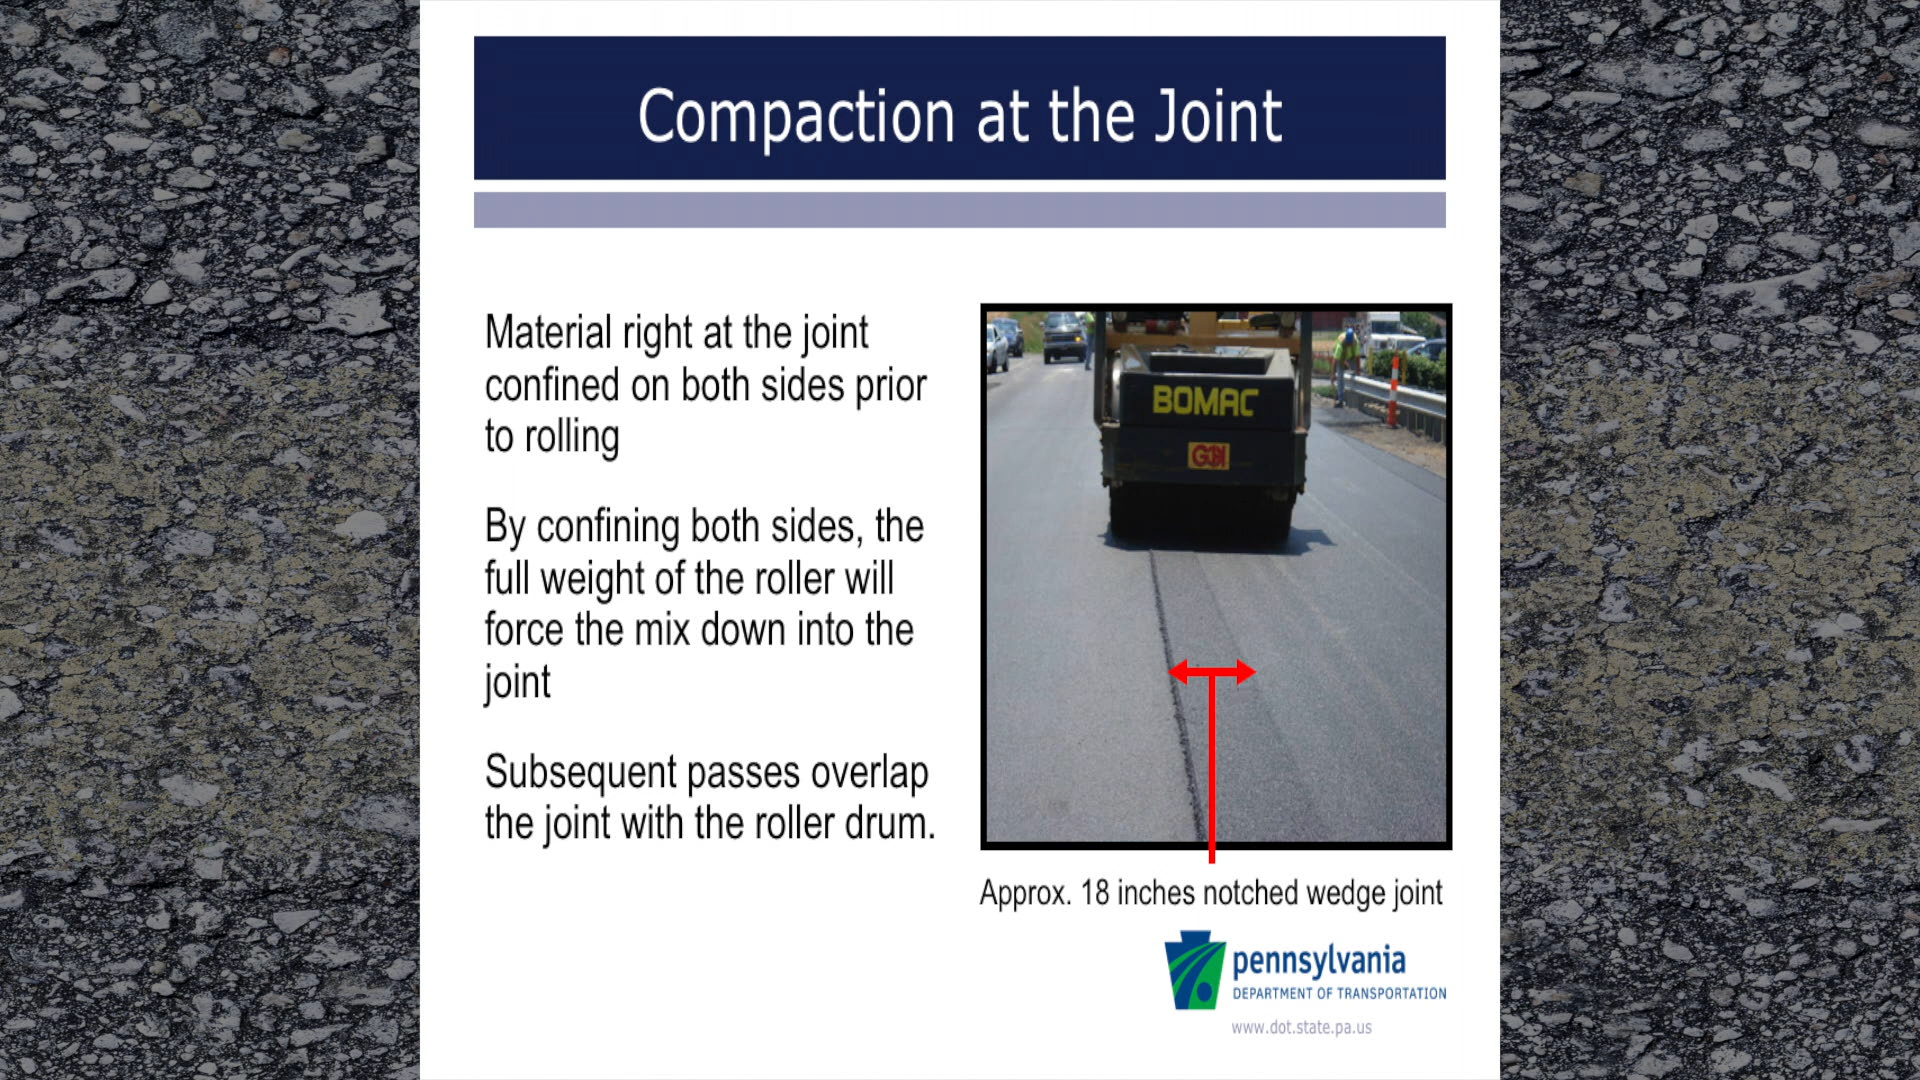 Compaction at the Joint
Material right at the joint
confined on both sides prior
to rolling
By confining both sides, the
full weight of the roller will
force the mix down into the
joint
Subsequent passes overlap
the joint with the roller drum.
BOMAG
Approx. 18 inches notched wedge joint
pennsylvania
DEPARTMENT OF TRANSPORTATION
www.dot.state.pa.us